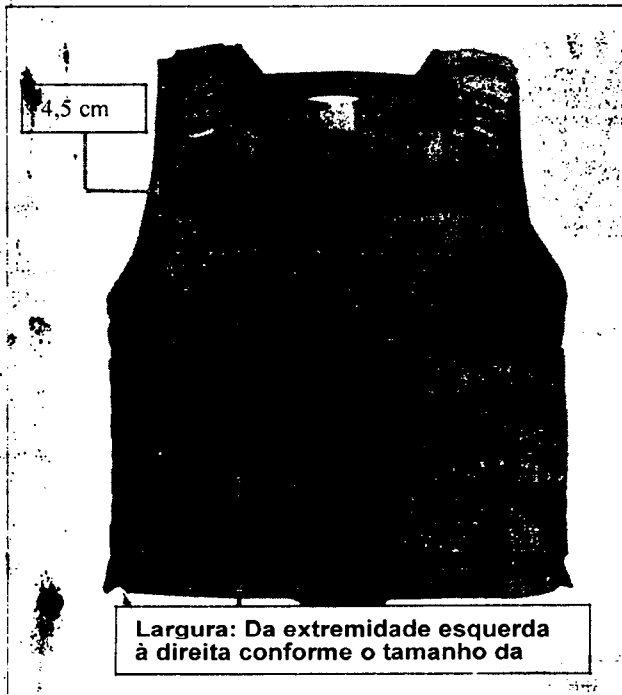 4,5 cm
Largura: Da extremidade esquerda
à direita conforme o tamanho da